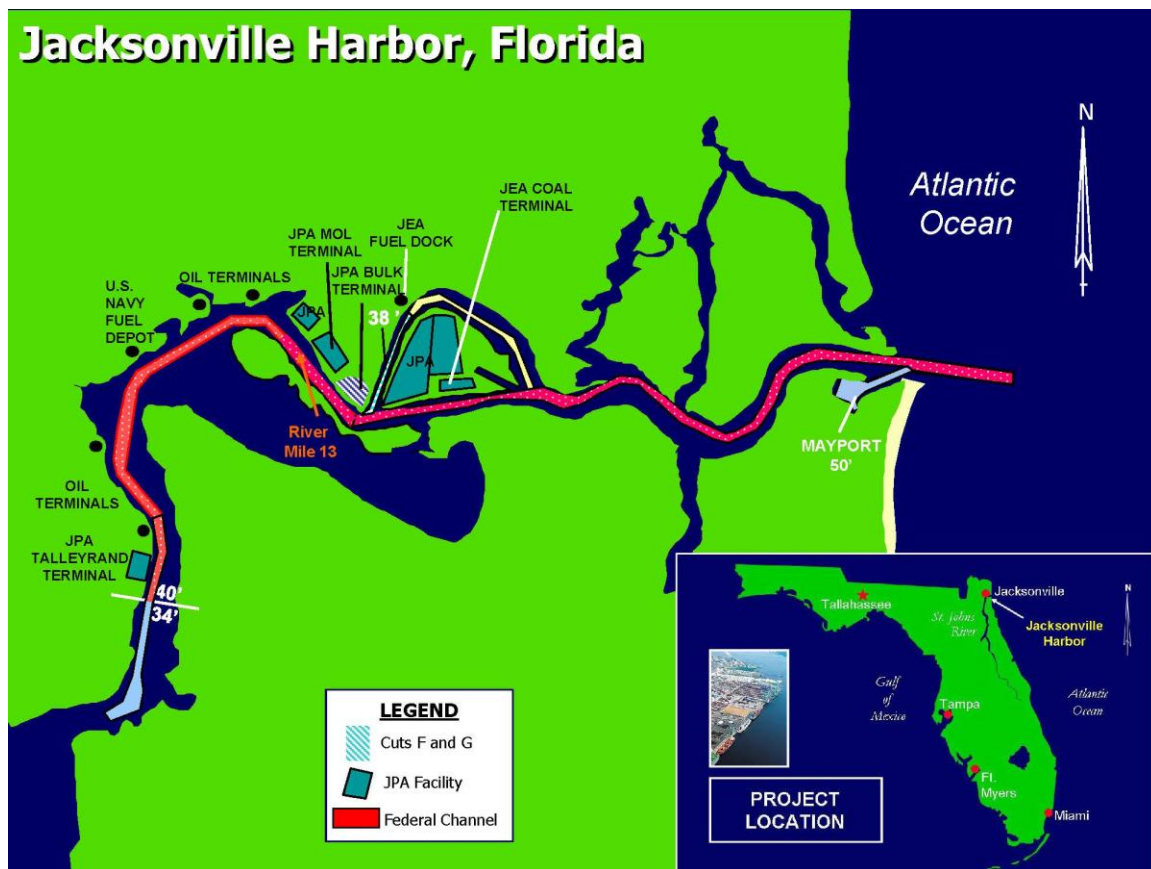 Jacksonville Harbor, Florida
N
Atlantic
Ocean
JEA COAL
TERMINAL
JEA
FUEL DOCK
JPA MOL
TERMINAL
JPA BULK
TERMINAL
OIL TERMINALS
U.S.
NAVY
FUEL
DEPOT
JPA
38 '
JPA
River
Mile 13
MAYPORT
50'
OIL
TERMINALS
JPA
TALLEYRAND
TERMINAL
40'
34'
LEGEND
Cuts F and G
JPA Facility
Federal Channel
N
Tallahassee
Jacksonville
St. Johns
River
Jacksonville
Harbor
Gulf
of
Mexico
Atlantic
Ocean
Tampa
Ft.
Myers
Miami
PROJECT
LOCATION